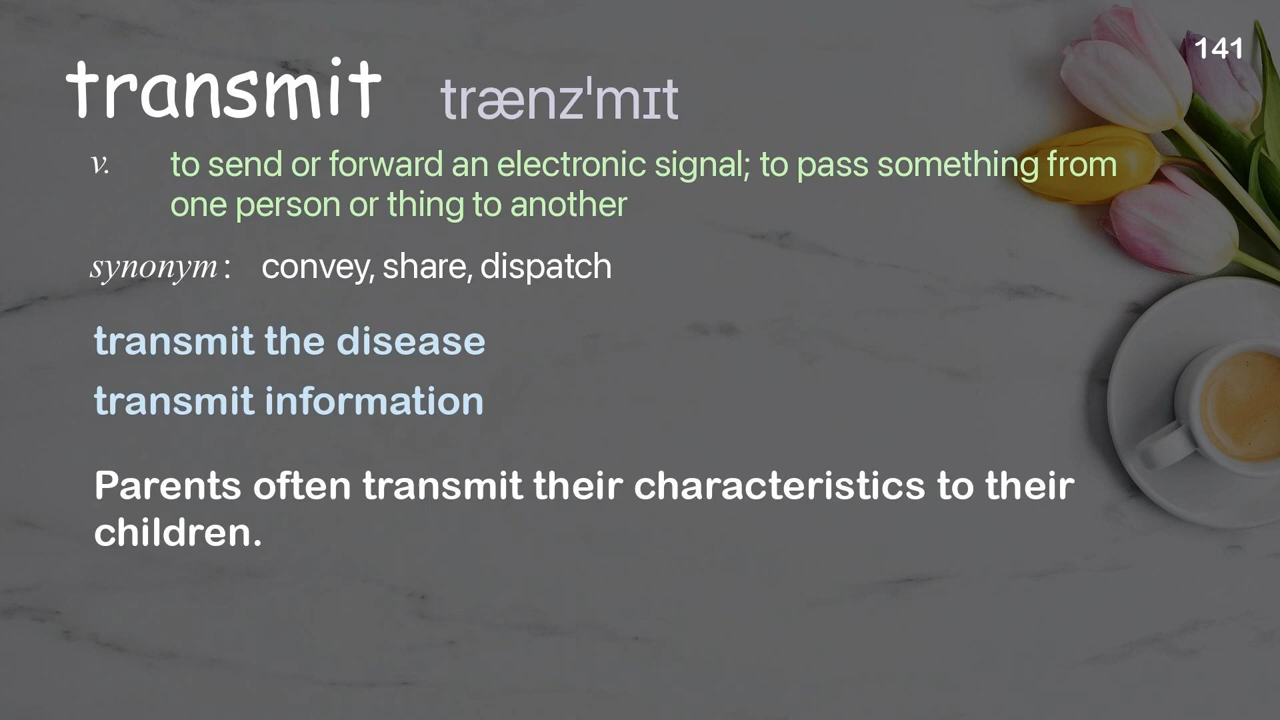 141
transmit trænzˈmɪt
v. to send or forward an electronic signal; to pass something from
one person or thing to another
synonym : convey, share, dispatch
transmit the disease
transmit information
Parents often transmit their characteristics to their
children.